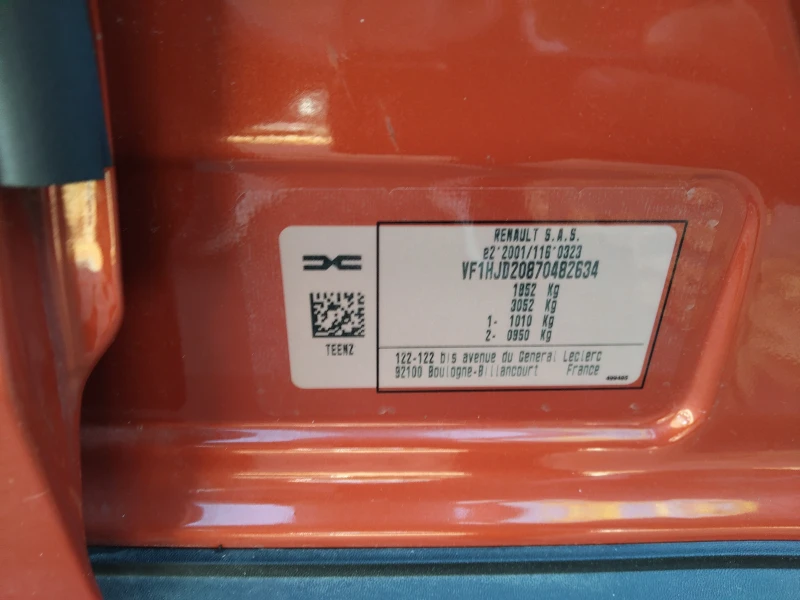 RENAULT S.A.S.
e2*2001/116*0323
VF1HJD20870482634
1852 Kg
3052 Kg
1- 1010 Kg
2- 0950 Kg
TEENZ
122-122 bis avenue du General Leclerc
92100 Boulogne-Billancourt France